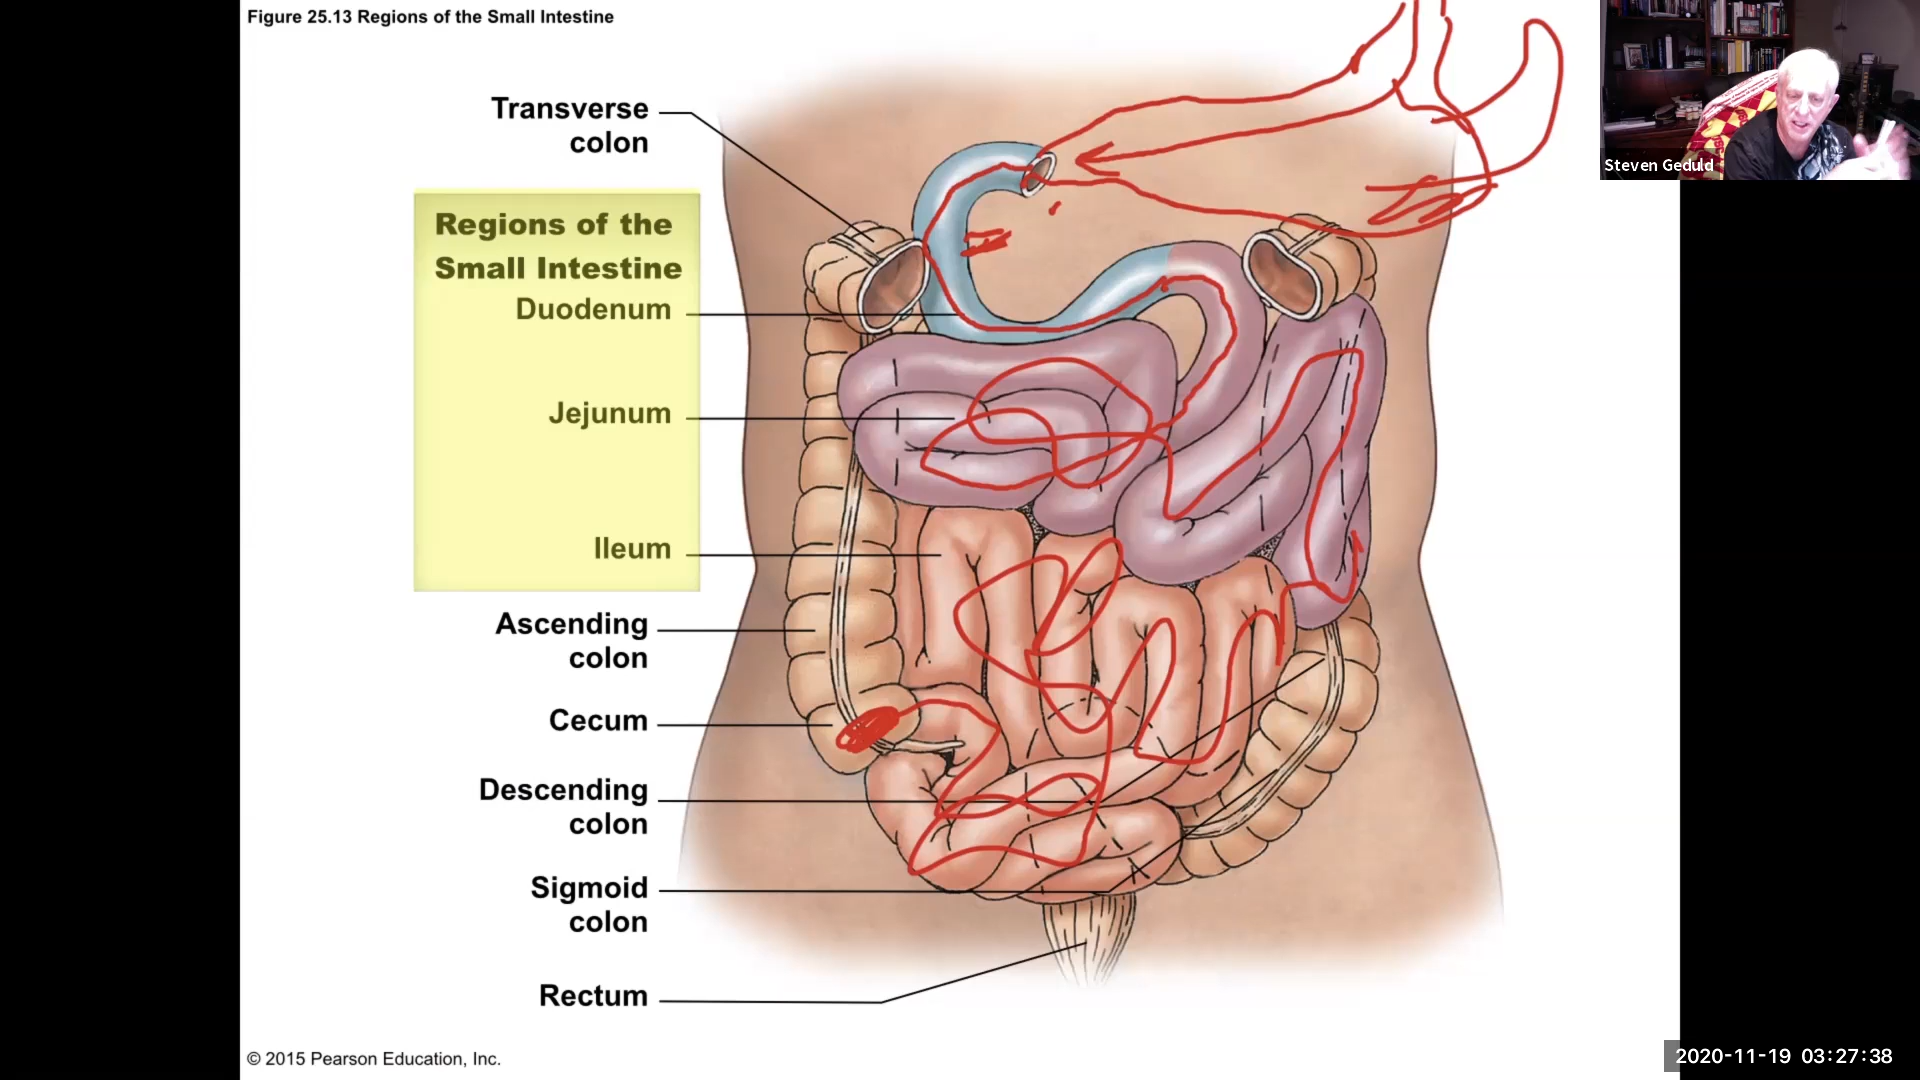 Figure 25.13 Regions of the Small Intestine
Transverse
colon
Regions of the
Small Intestine
Duodenum
Jejunum
Ileum
Ascending
colon
Cecum
Descending
colon
Sigmoid
colon
Rectum
© 2015 Pearson Education, Inc.
Steven Geduld
2020-11-19 03:27:38